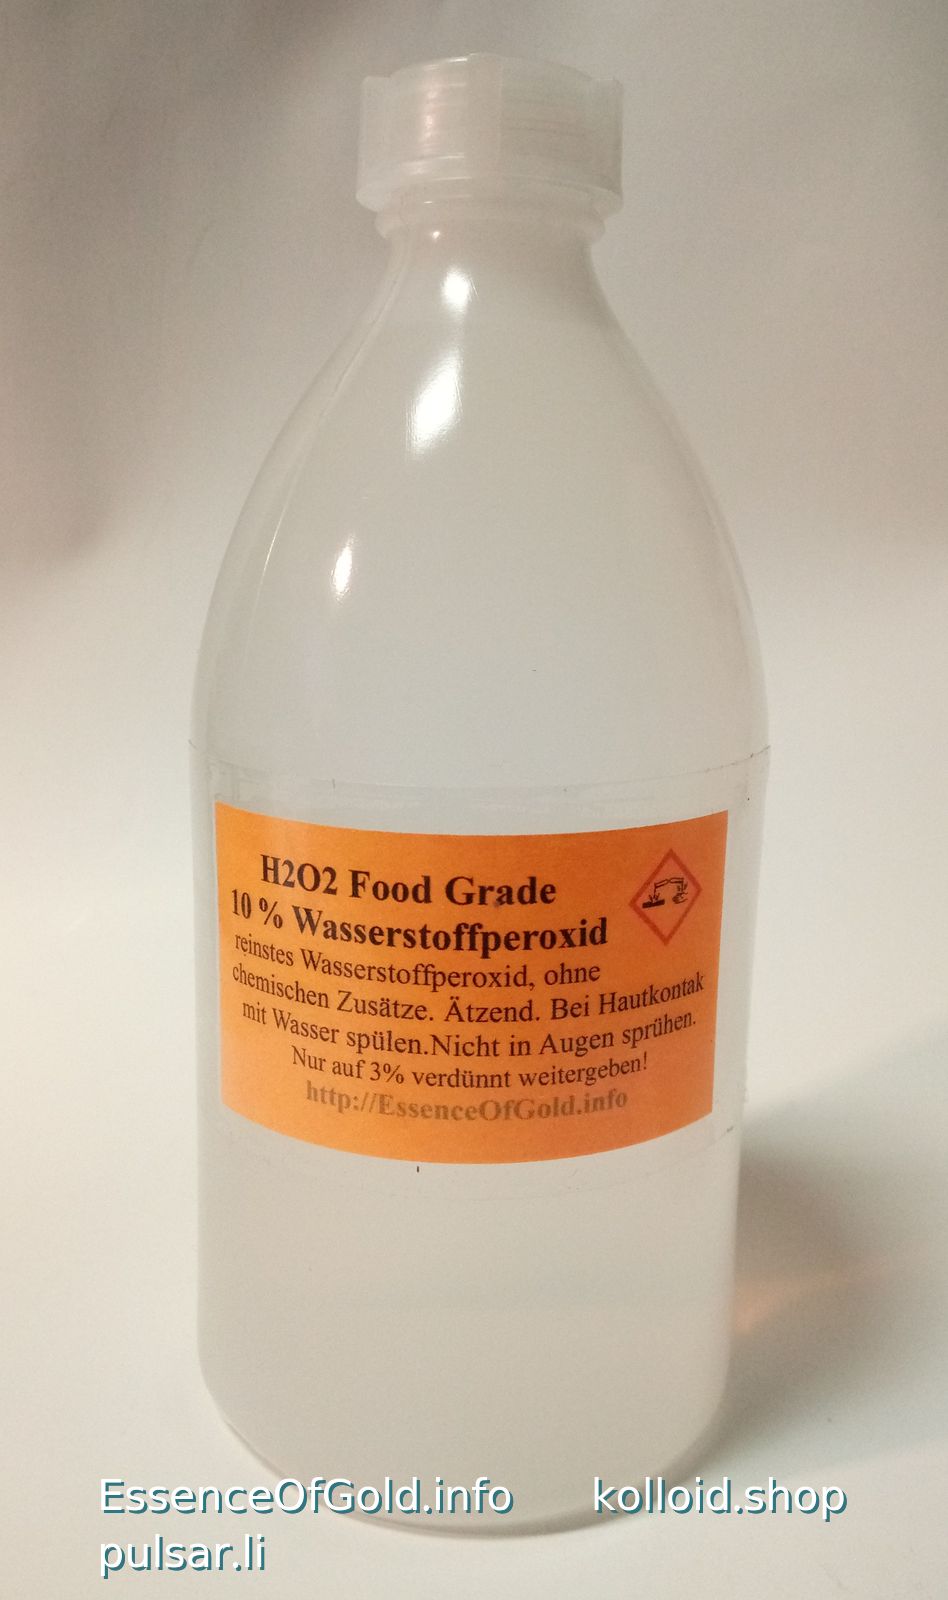 H2O2 Food Grade
10 % Wasserstoffperoxid
reinstes Wasserstoffperoxid, ohne
chemischen Zusätze. Ätzend. Bei Hautkontak
mit Wasser spülen.Nicht in Augen sprühen.
Nur auf 3% verdünnt weitergeben!
http://EssenceOfGold.info
EssenceOfGold.info kolloid.shop
pulsar.li